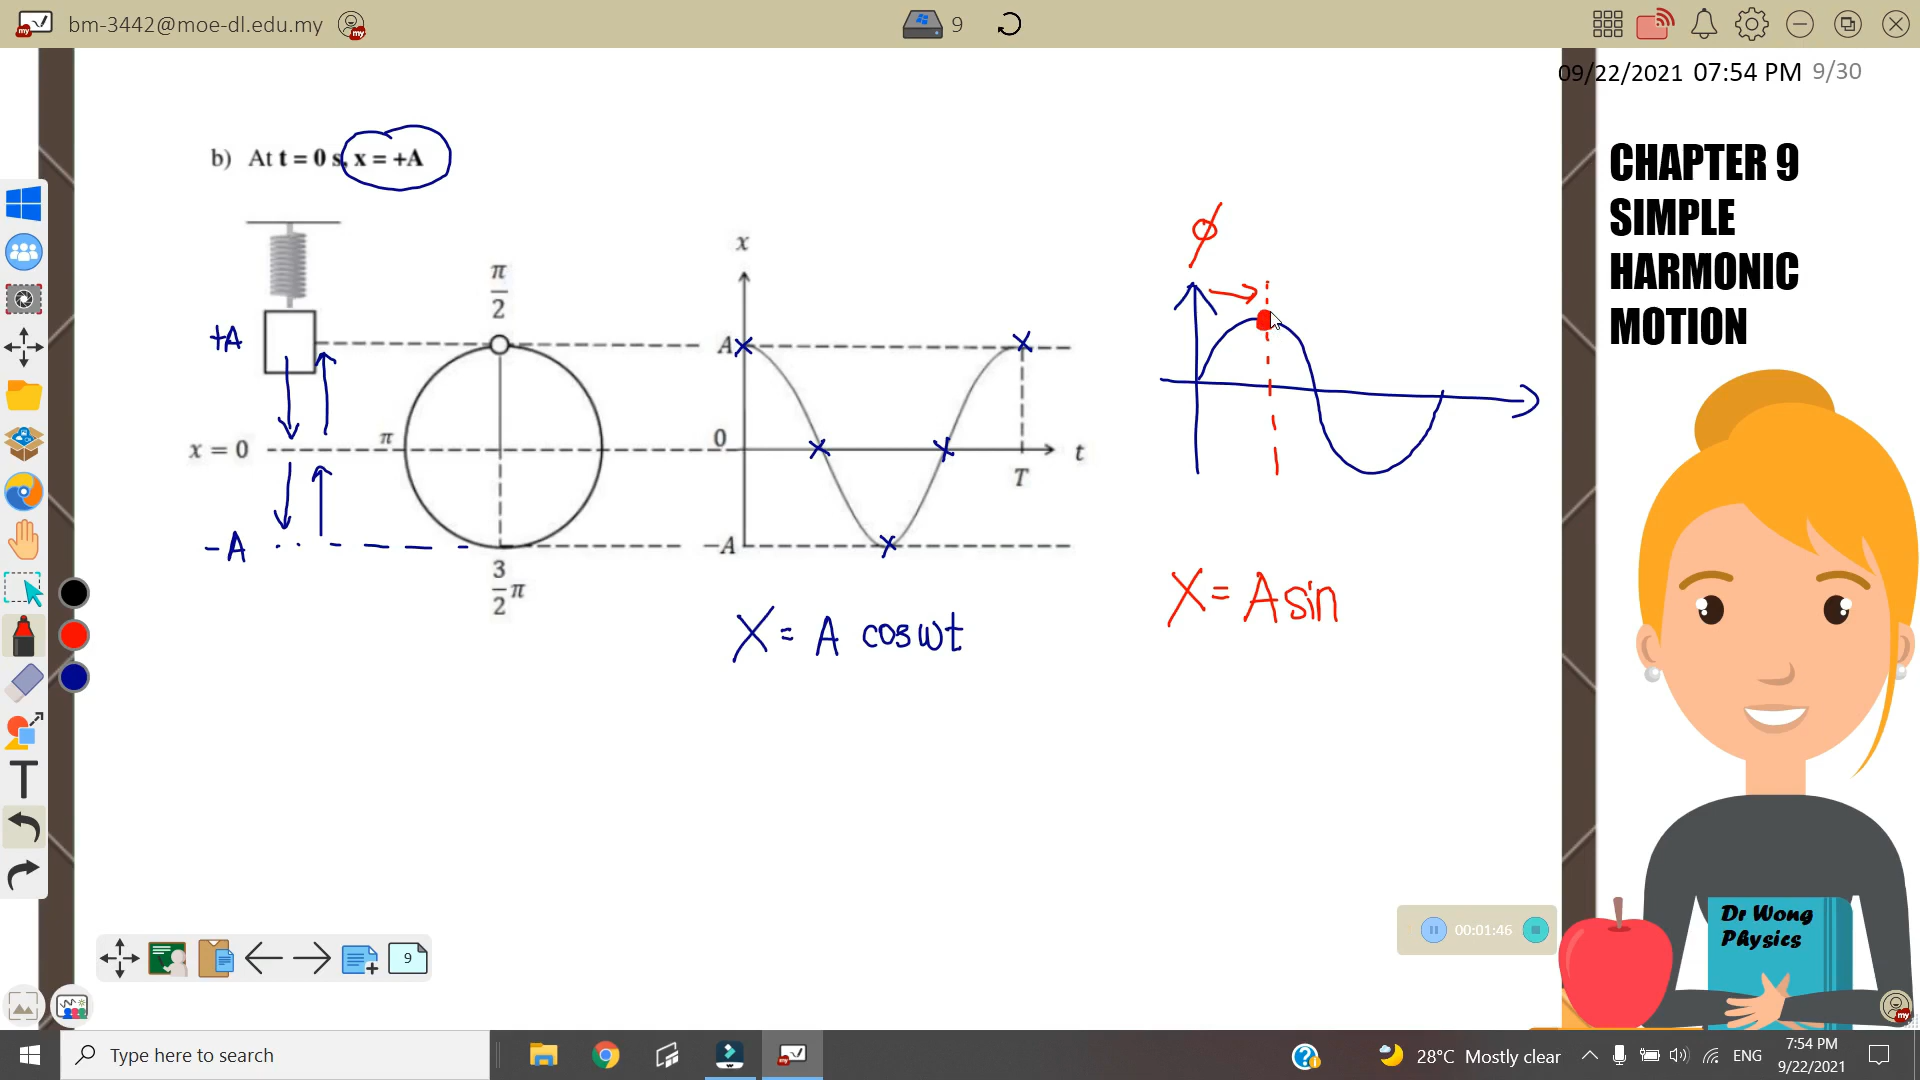 bm-3442@moe-dl.edu.my
9
09/22/2021 07:54 PM 9/30
b) At t = 0 s, x = +A
CHAPTER 9
SIMPLE
HARMONIC
MOTION
ϕ
x
π/2
+A
A
x = 0
π
0
t
T
-A
−A
3/2 π
X = A cos ωt
X = A sin
Dr Wong
Physics
00:01:46
9
Type here to search
28°C Mostly clear
ENG
7:54 PM
9/22/2021